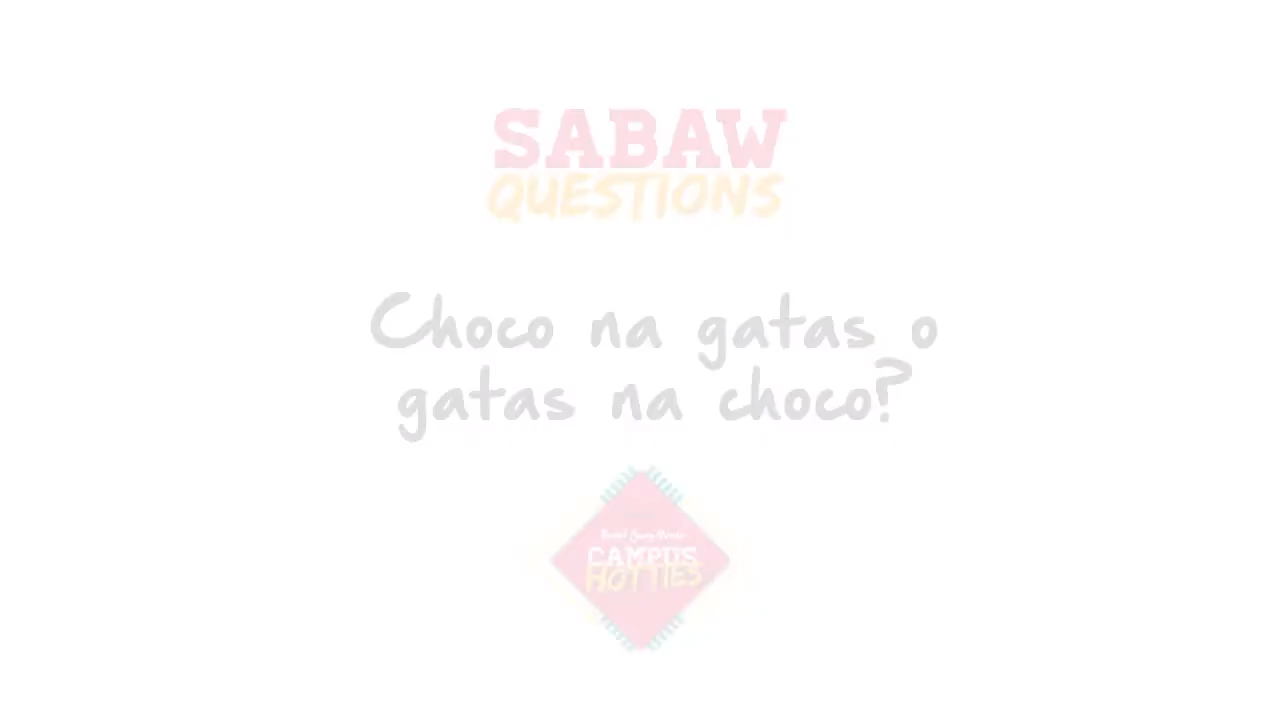 SABAW
QUESTIONS
Choco na gatas o
gatas na choco?
CAMPUS
HOTTIES